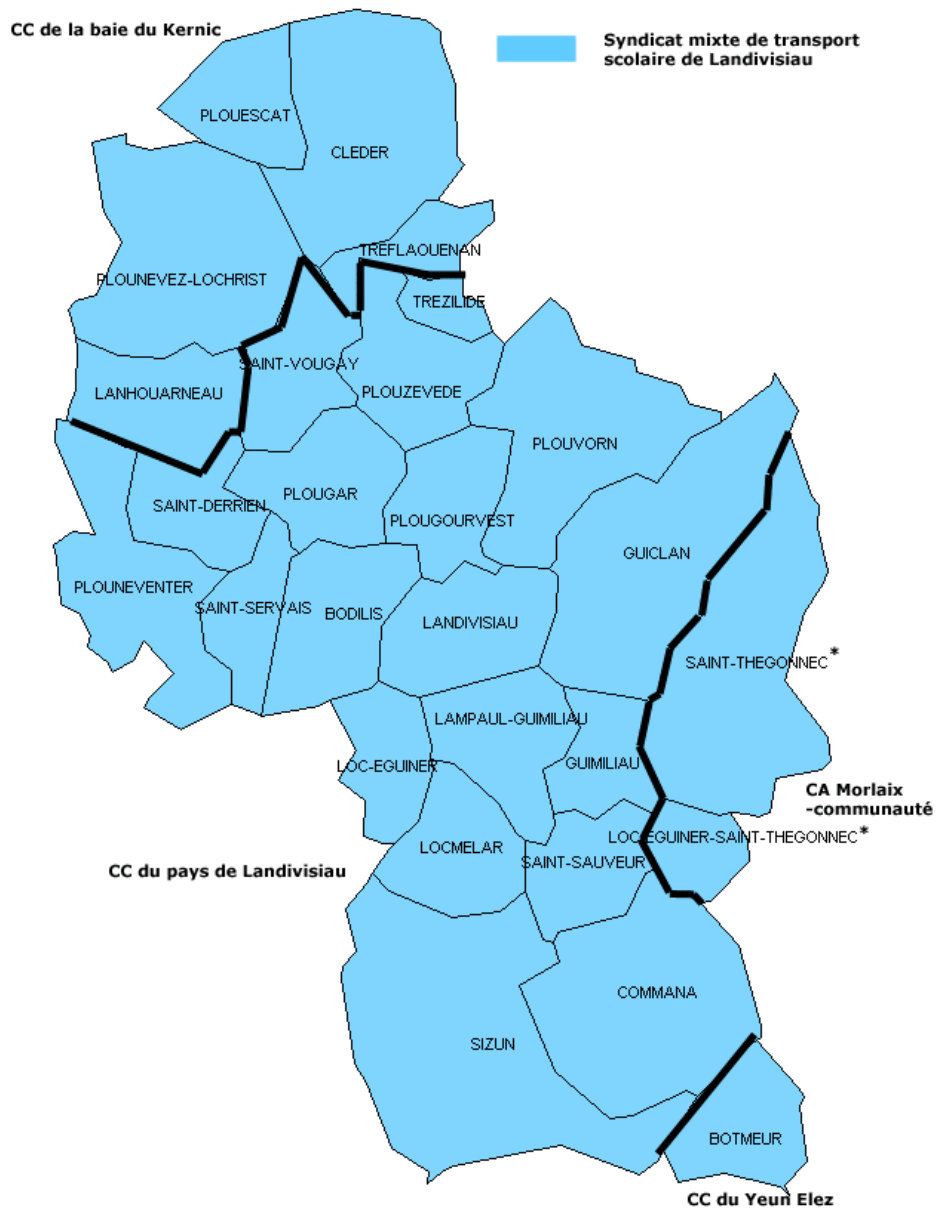 CC de la baie du Kernic
Syndicat mixte de transport
scolaire de Landivisiau
PLOUESCAT
CLEDER
TREFLAOUENAN
PLOUNEVEZ-LOCHRIST
TREZILIDE
SAINT-VOUGAY
LANHOUARNEAU
PLOUZEVEDE
PLOUVORN
PLOUGAR
SAINT-DERRIEN
PLOUGOURVEST
GUICLAN
PLOUNEVENTER
SAINT-SERVAIS
BODILIS
LANDIVISIAU
SAINT-THEGONNEC*
LAMPAUL-GUIMILIAU
LOC-EGUINER
GUIMILIAU
CA Morlaix
-communauté
LOC-EGUINER-SAINT-THEGONNEC*
LOCMELAR
SAINT-SAUVEUR
CC du pays de Landivisiau
COMMANA
SIZUN
BOTMEUR
CC du Yeun Elez